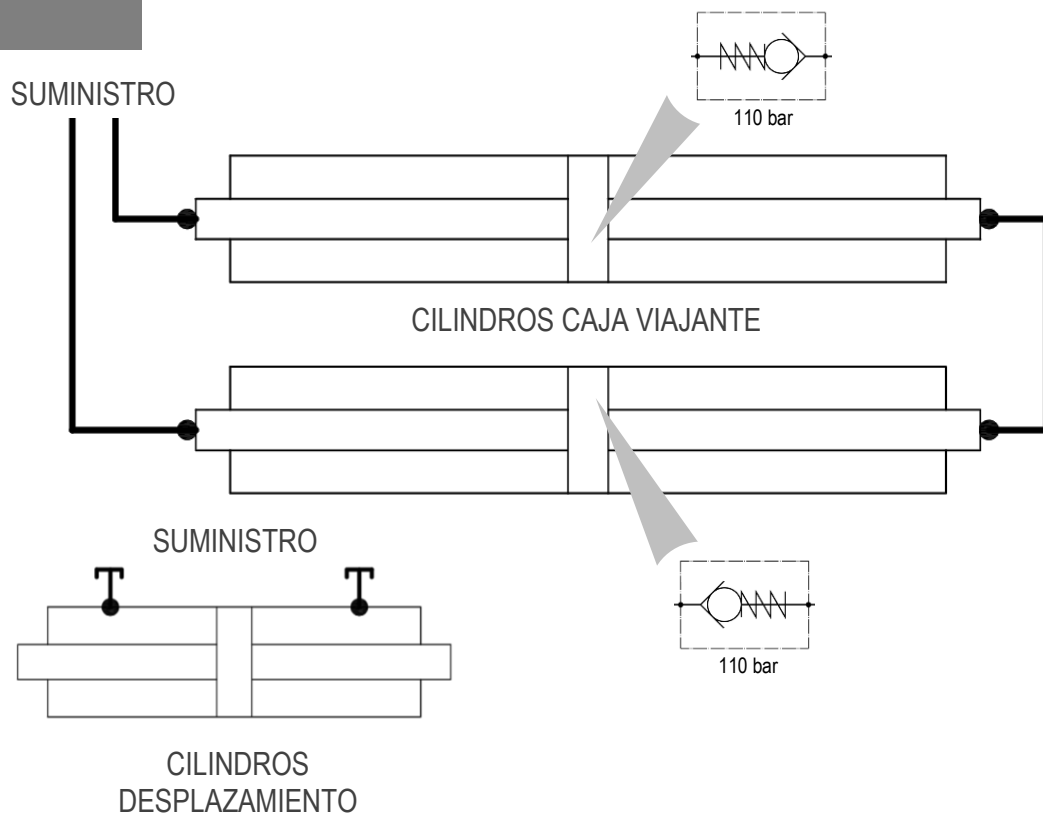 SUMINISTRO
110 bar
CILINDROS CAJA VIAJANTE
SUMINISTRO
110 bar
CILINDROS
DESPLAZAMIENTO